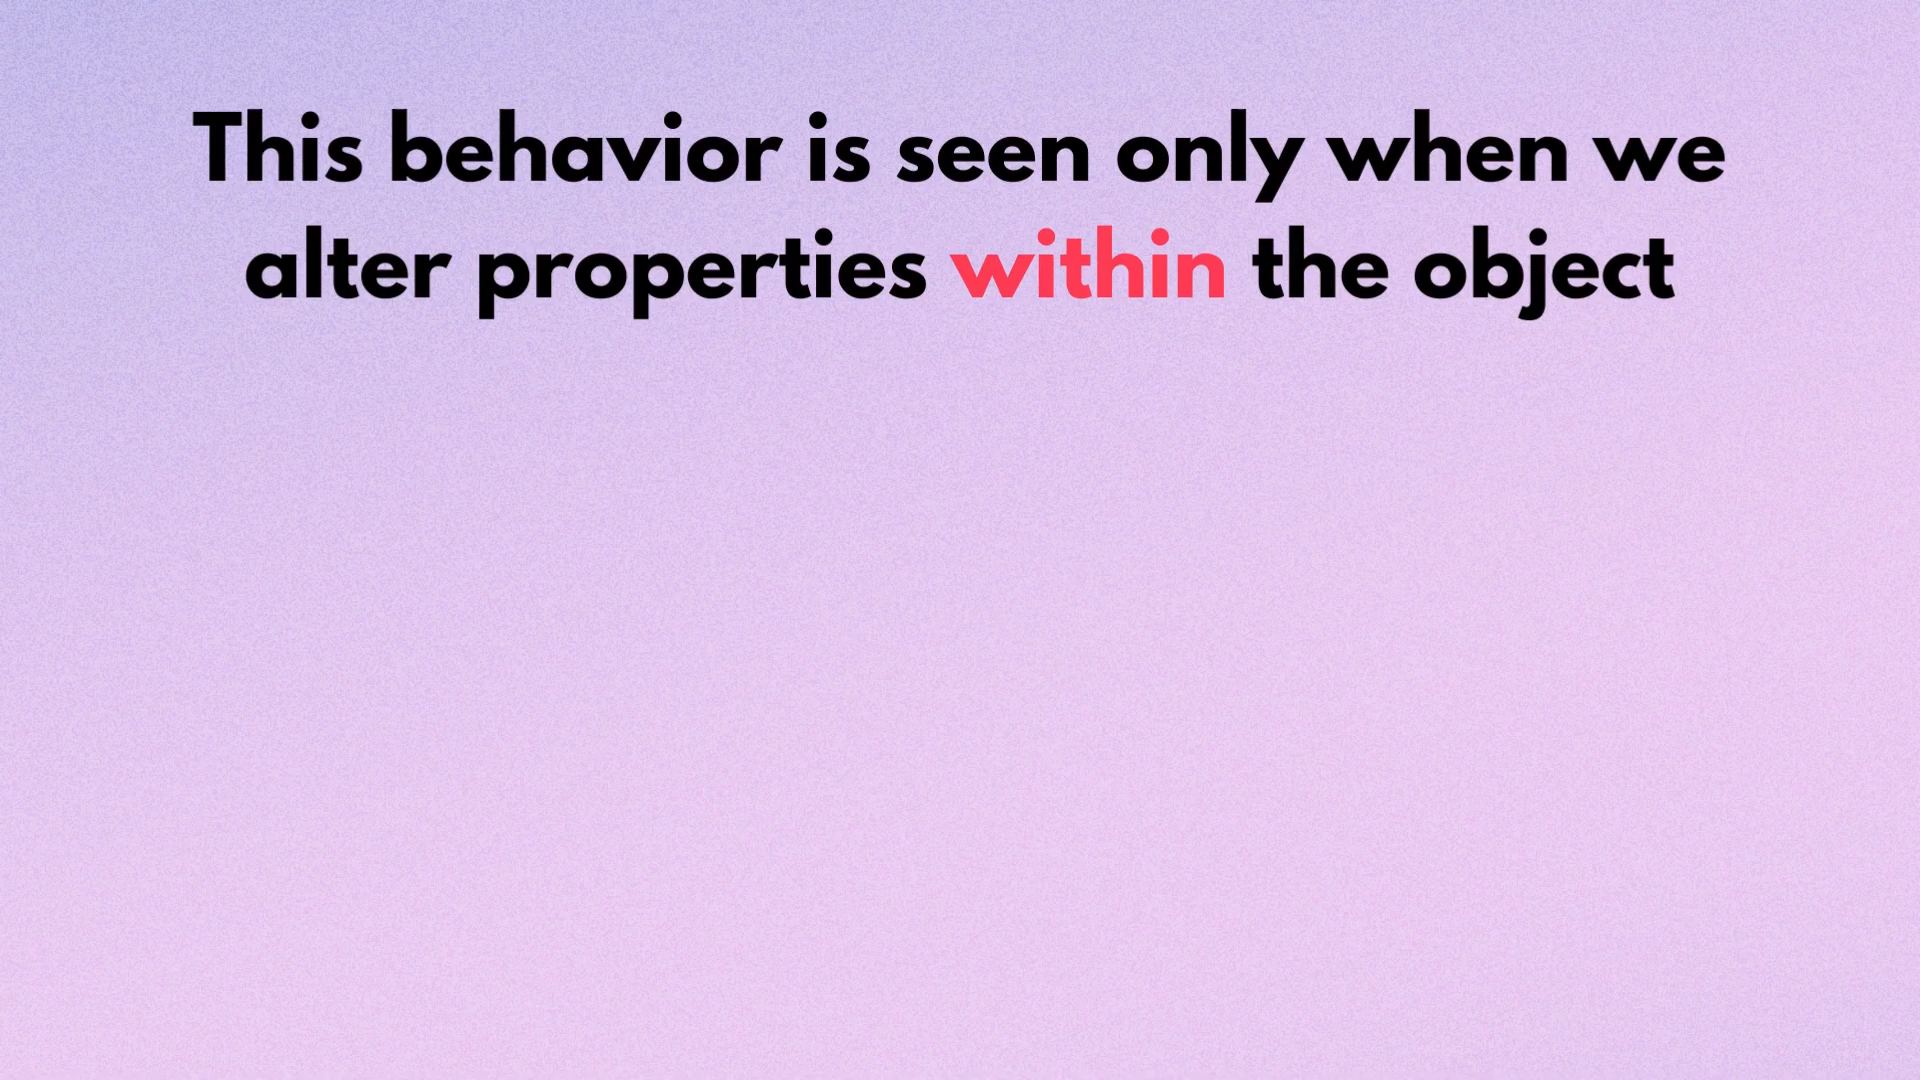 This behavior is seen only when we
alter properties within the object